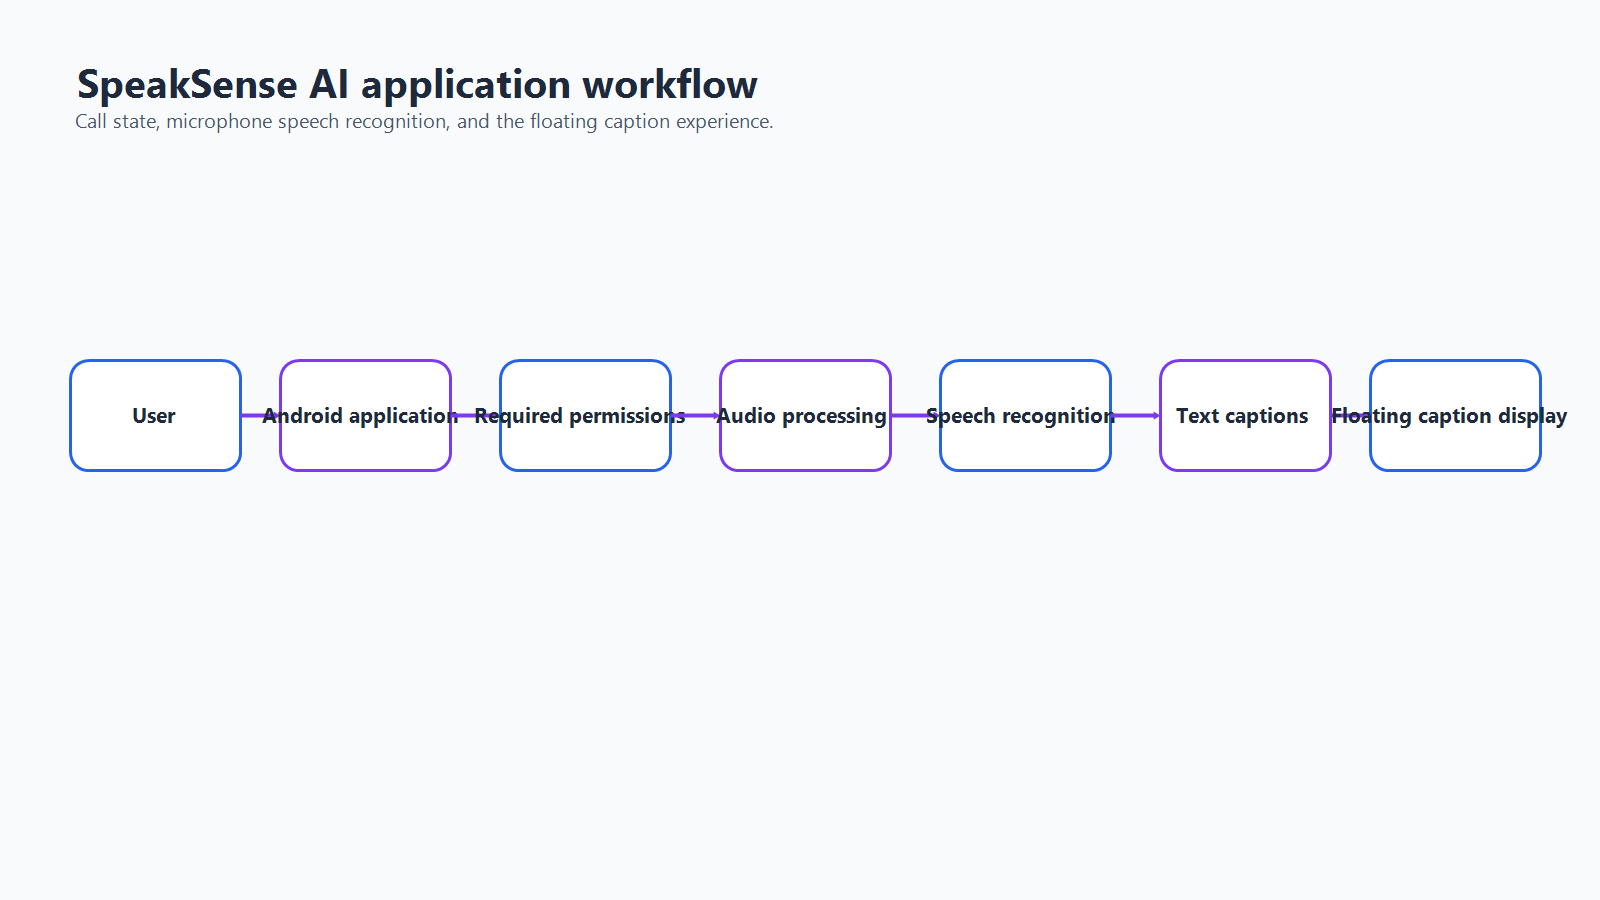 SpeakSense AI application workflow
Call state, microphone speech recognition, and the floating caption experience.
User
Android application
Required permissions
Audio processing
Speech recognition
Text captions
Floating caption display